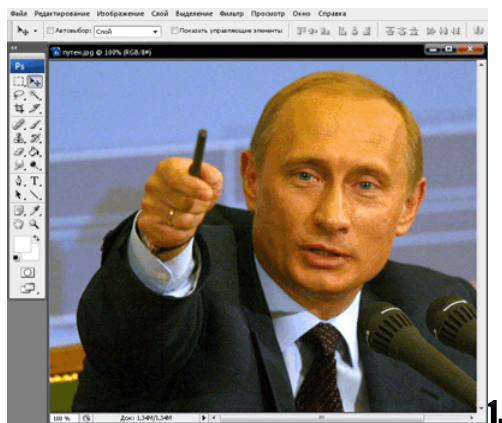 Файл Редактирование Изображение Слой Выделение Фильтр Просмотр Окно Справка
Автовыбор: Слой Показать управляющие элементы
путен.jpg @ 100% (RGB/8#)
Ps
T
100 % Док: 1,34M/1,34M
1.